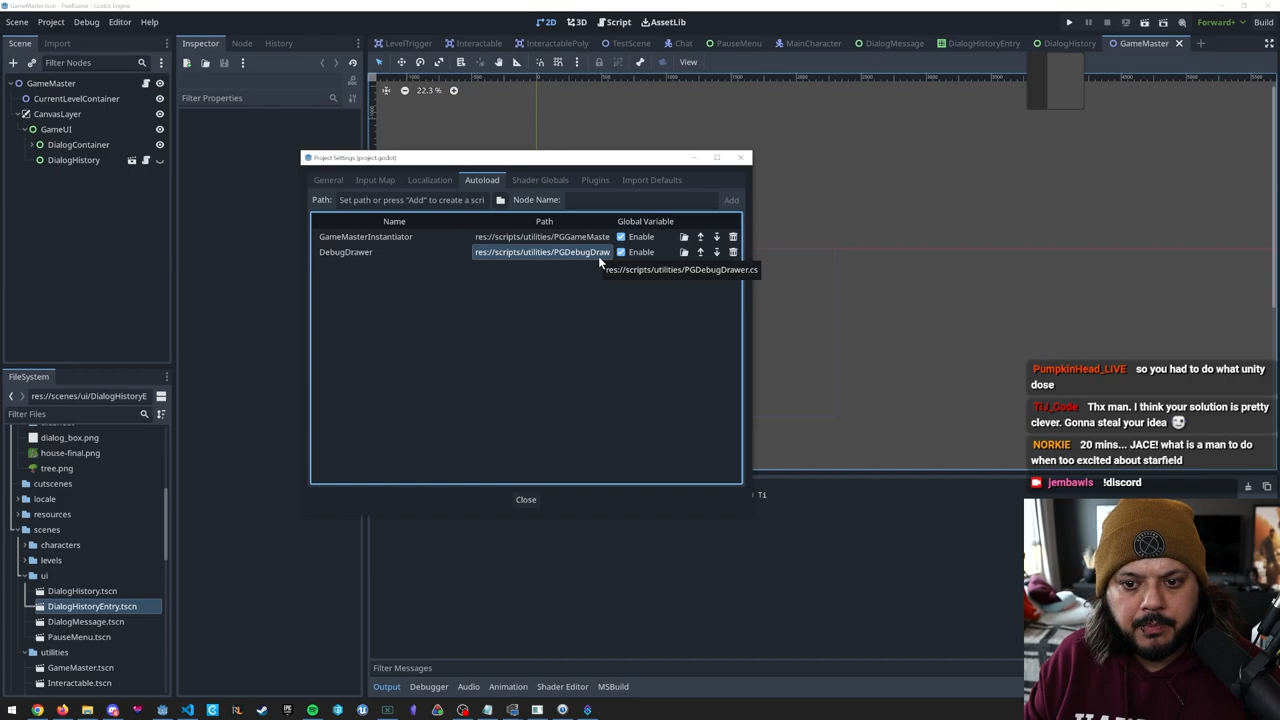 GameMaster.tscn - PixelGame - Godot Engine
Scene Project Debug Editor Help
2D 3D Script AssetLib
Forward+ Build
Scene Import
Inspector Node History
LevelTrigger Interactable InteractablePoly TestScene Chat PauseMenu MainCharacter DialogMessage DialogHistoryEntry DialogHistory GameMaster
Filter Nodes
View
GameMaster
CurrentLevelContainer
CanvasLayer
GameUI
DialogContainer
DialogHistory
Filter Properties
22.3 %
Project Settings (project.godot)
General Input Map Localization Autoload Shader Globals Plugins Import Defaults
Path: Set path or press "Add" to create a scri Node Name: Add
Name Path Global Variable
GameMasterInstantiator res://scripts/utilities/PGGameMaste Enable
DebugDrawer res://scripts/utilities/PGDebugDraw Enable
res://scripts/utilities/PGDebugDrawer.cs
Close
Ti
FileSystem
res://scenes/ui/DialogHistoryE
Filter Files
dialog_box.png
house-final.png
tree.png
cutscenes
locale
resources
scenes
characters
levels
ui
DialogHistory.tscn
DialogHistoryEntry.tscn
DialogMessage.tscn
PauseMenu.tscn
utilities
GameMaster.tscn
Interactable.tscn
Filter Messages
Output Debugger Audio Animation Shader Editor MSBuild
PumpkinHead_LIVE so you had to do what unity
dose
TiJ_Code Thx man. I think your solution is pretty
clever. Gonna steal your idea
NORKIE 20 mins... JACE! what is a man to do
when too excited about starfield
jembawls !discord